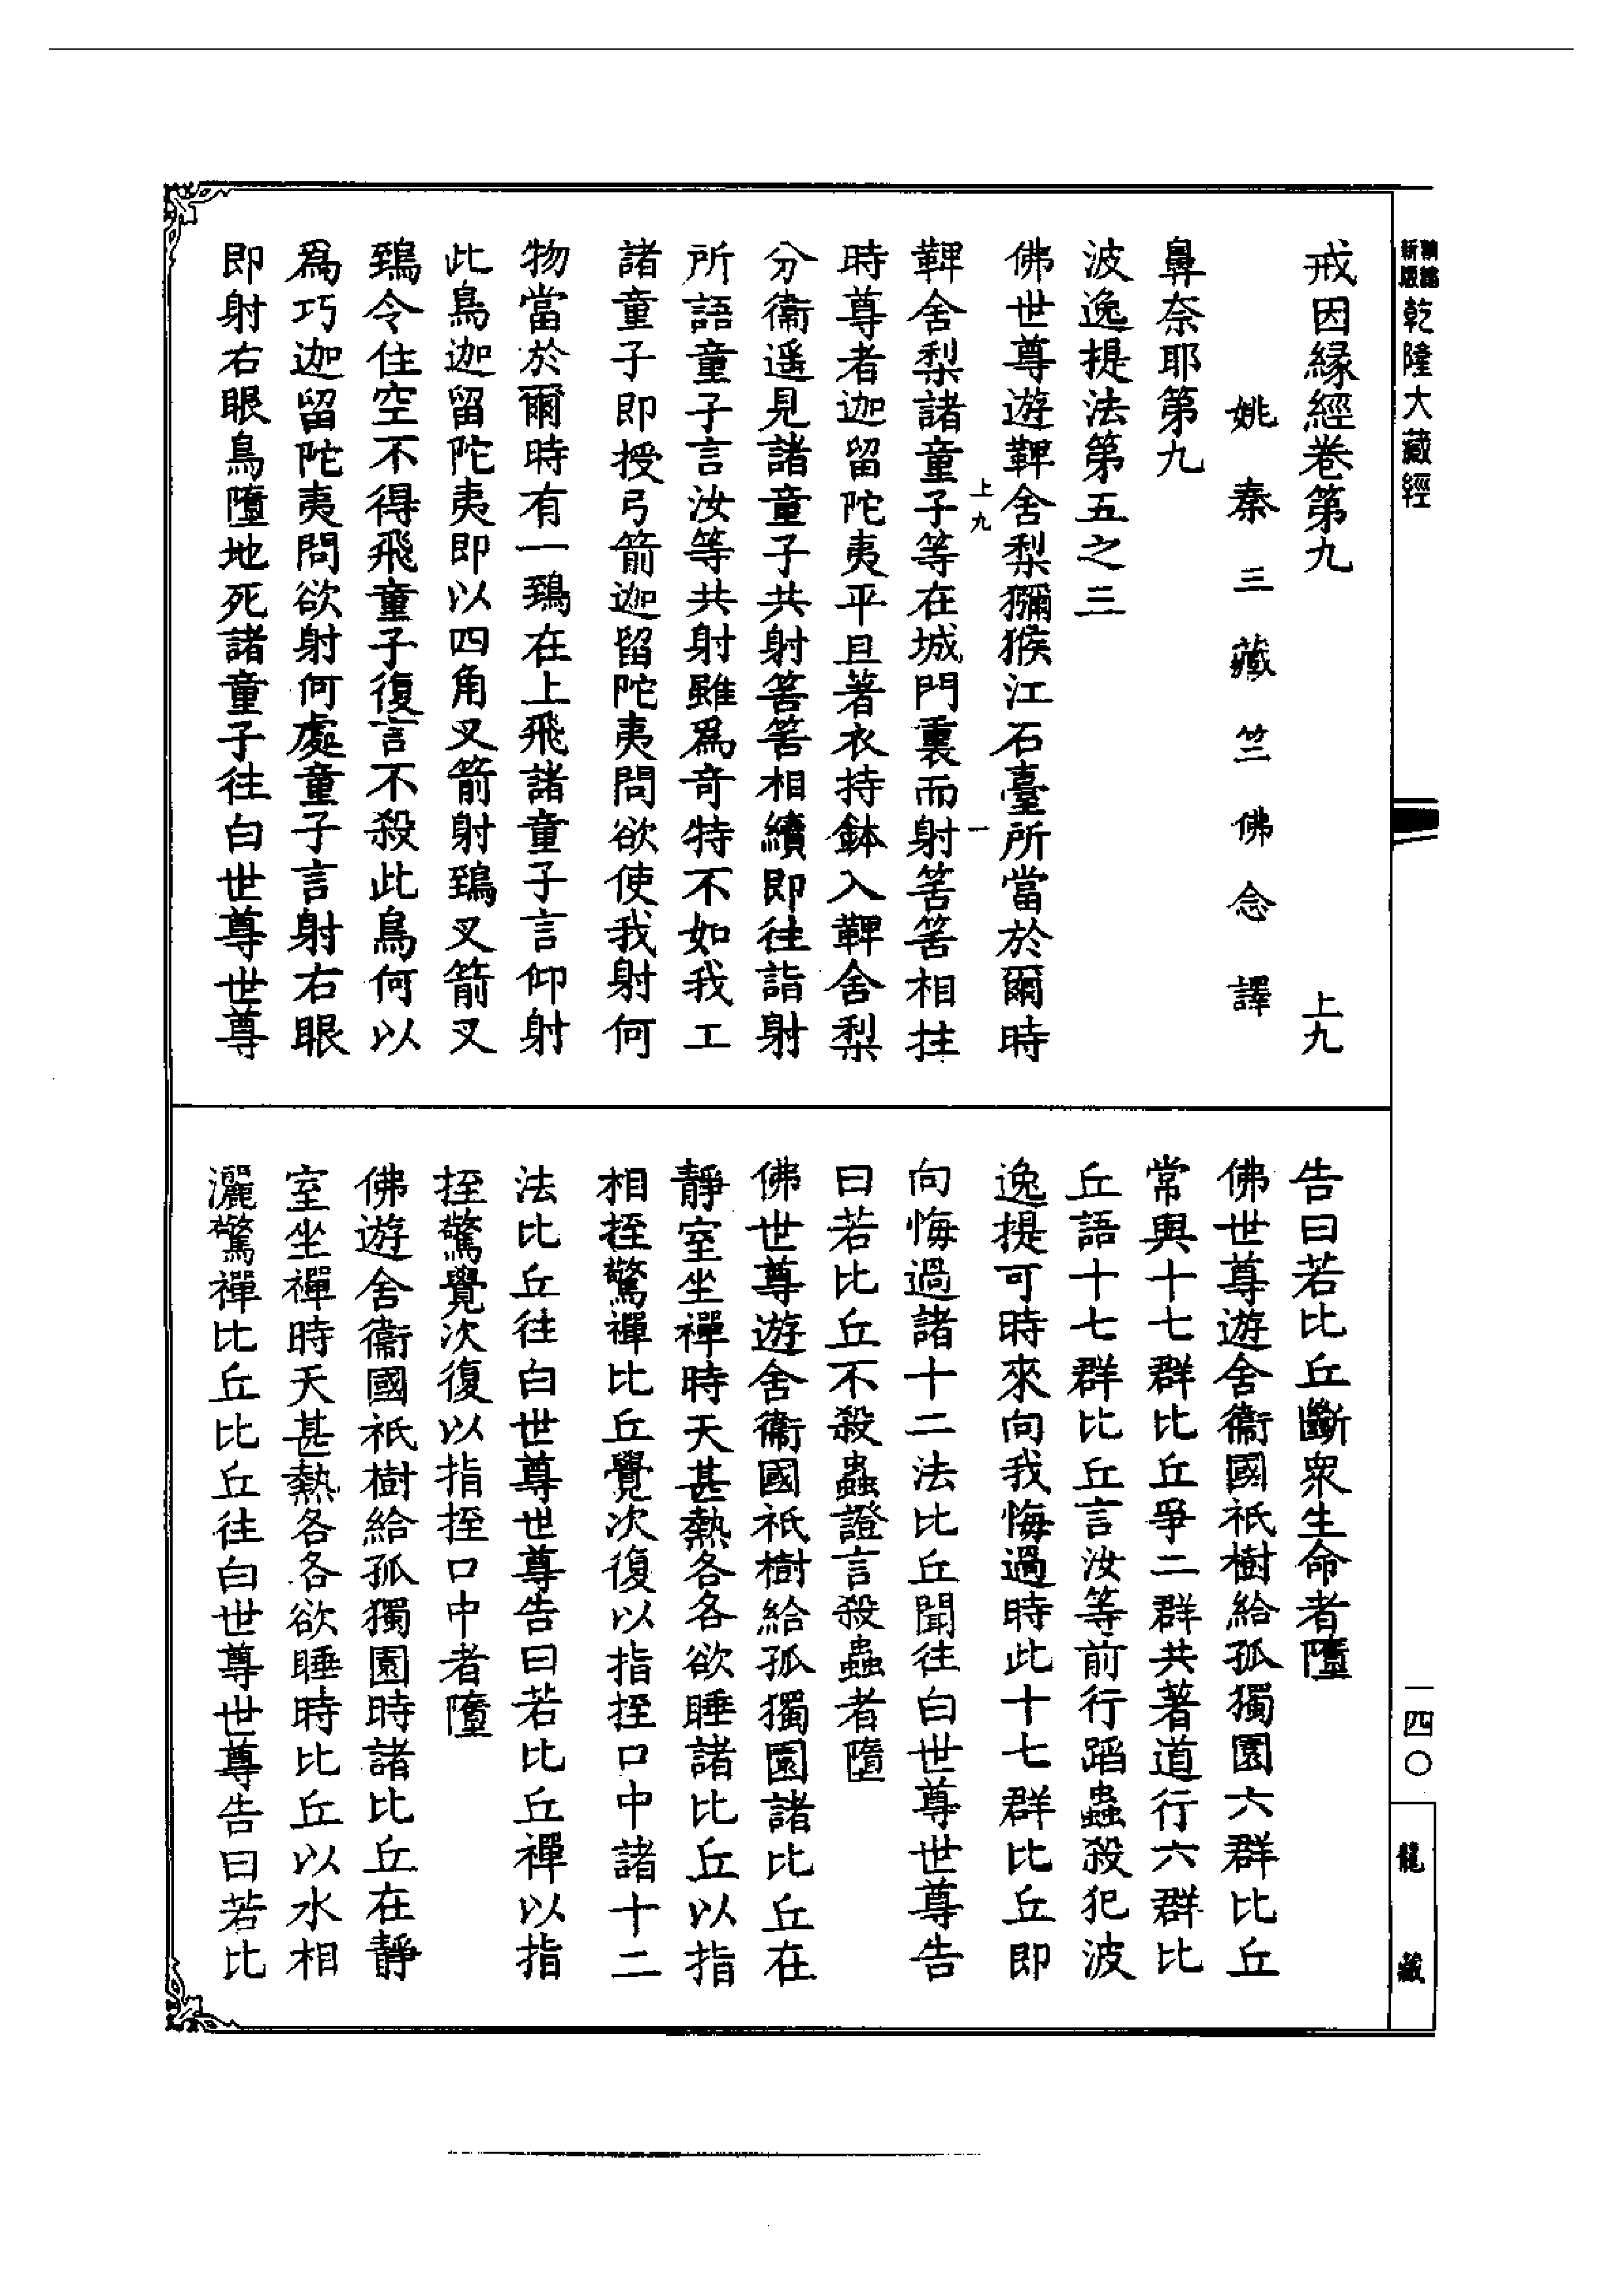 新版
乾隆大藏經
一四〇
龍藏
戒因緣經卷第九 上九
姚秦三藏竺佛念譯
鼻奈耶第九
波逸提法第五之三
佛世尊遊鞞舍梨獼猴江石臺所當於爾時
上九 一
鞞舍梨諸童子等在城門裏而射筈筈相拄
時尊者迦留陀夷平旦著衣持鉢入鞞舍梨
分衞遥見諸童子共射筈筈相續即往詣射
所語童子言汝等共射雖爲奇特不如我工
諸童子即授弓箭迦留陀夷問欲使我射何
物當於爾時有一鵄在上飛諸童子言仰射
此鳥迦留陀夷即以四角叉箭射鵄叉箭叉
鵄令住空不得飛童子復言不殺此鳥何以
爲巧迦留陀夷問欲射何處童子言射右眼
即射右眼鳥墮地死諸童子往白世尊世尊
告曰若比丘斷衆生命者墮
佛世尊遊舍衞國祇樹給孤獨園六群比丘
常與十七群比丘爭二群共著道行六群比
丘語十七群比丘言汝等前行蹈蟲殺犯波
逸提可時來向我悔過時此十七群比丘即
向悔過諸十二法比丘聞往白世尊世尊告
曰若比丘不殺蟲證言殺蟲者墮
佛世尊遊舍衞國祇樹給孤獨園諸比丘在
靜室坐禪時天甚熱各各欲睡諸比丘以指
相挃驚禪比丘覺次復以指挃口中諸十二
法比丘往白世尊世尊告曰若比丘禪以指
挃驚覺次復以指挃口中者墮
佛遊舍衞國祇樹給孤獨園時諸比丘在靜
室坐禪時天甚熱各各欲睡時比丘以水相
灑驚禪比丘比丘往白世尊世尊告曰若比